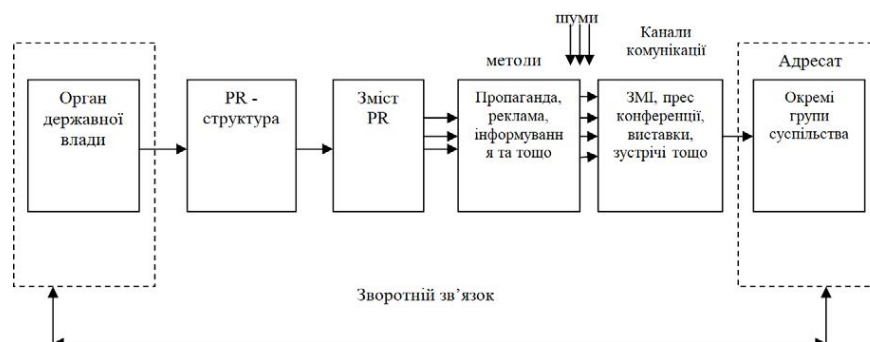 шуми
Канали
комунікації
методи
Адресат
Орган
державної
влади
PR -
структура
Зміст
PR
Пропаганда,
реклама,
інформуванн
я та тощо
ЗМІ, прес
конференції,
виставки,
зустрічі тощо
Окремі
групи
суспільства
Зворотній зв’язок